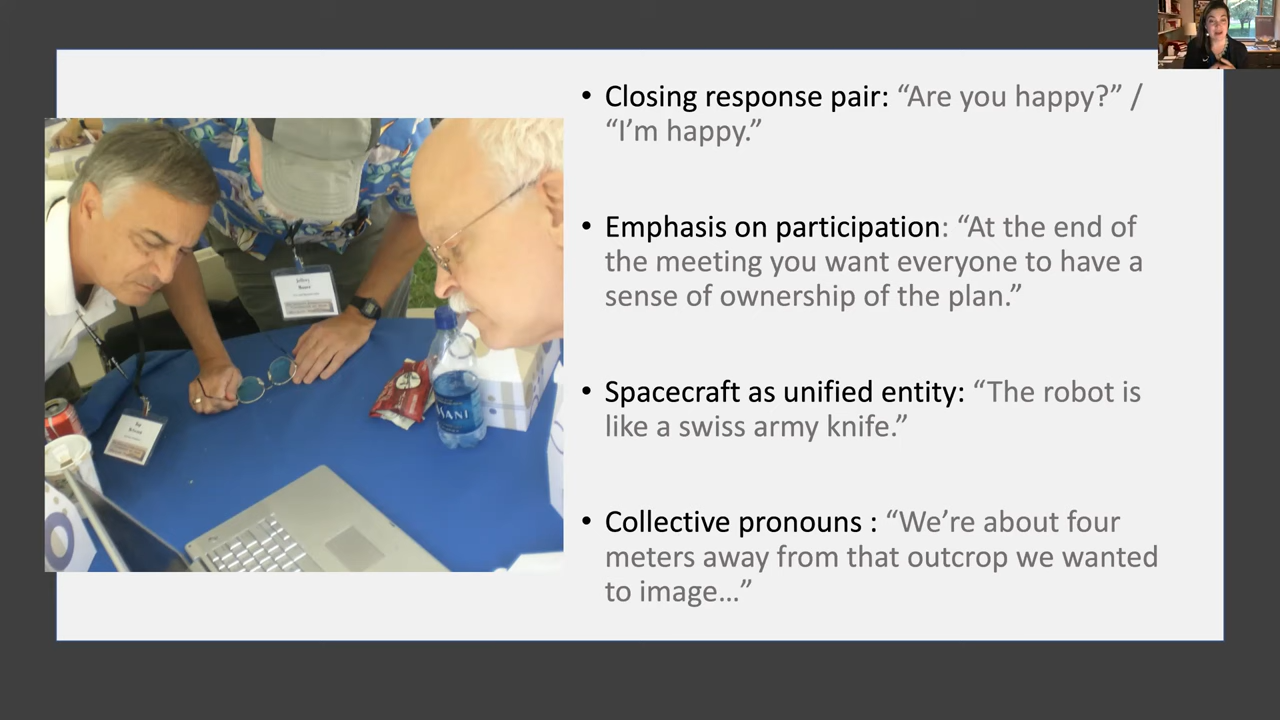 • Closing response pair: “Are you happy?” /
“I’m happy.”
• Emphasis on participation: “At the end of
the meeting you want everyone to have a
sense of ownership of the plan.”
• Spacecraft as unified entity: “The robot is
like a swiss army knife.”
• Collective pronouns : “We’re about four
meters away from that outcrop we wanted
to image…”